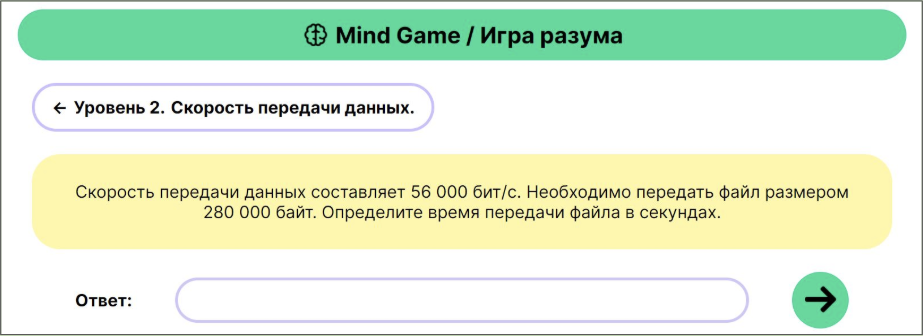 Mind Game / Игра разума
← Уровень 2. Скорость передачи данных.
Скорость передачи данных составляет 56 000 бит/с. Необходимо передать файл размером
280 000 байт. Определите время передачи файла в секундах.
Ответ: